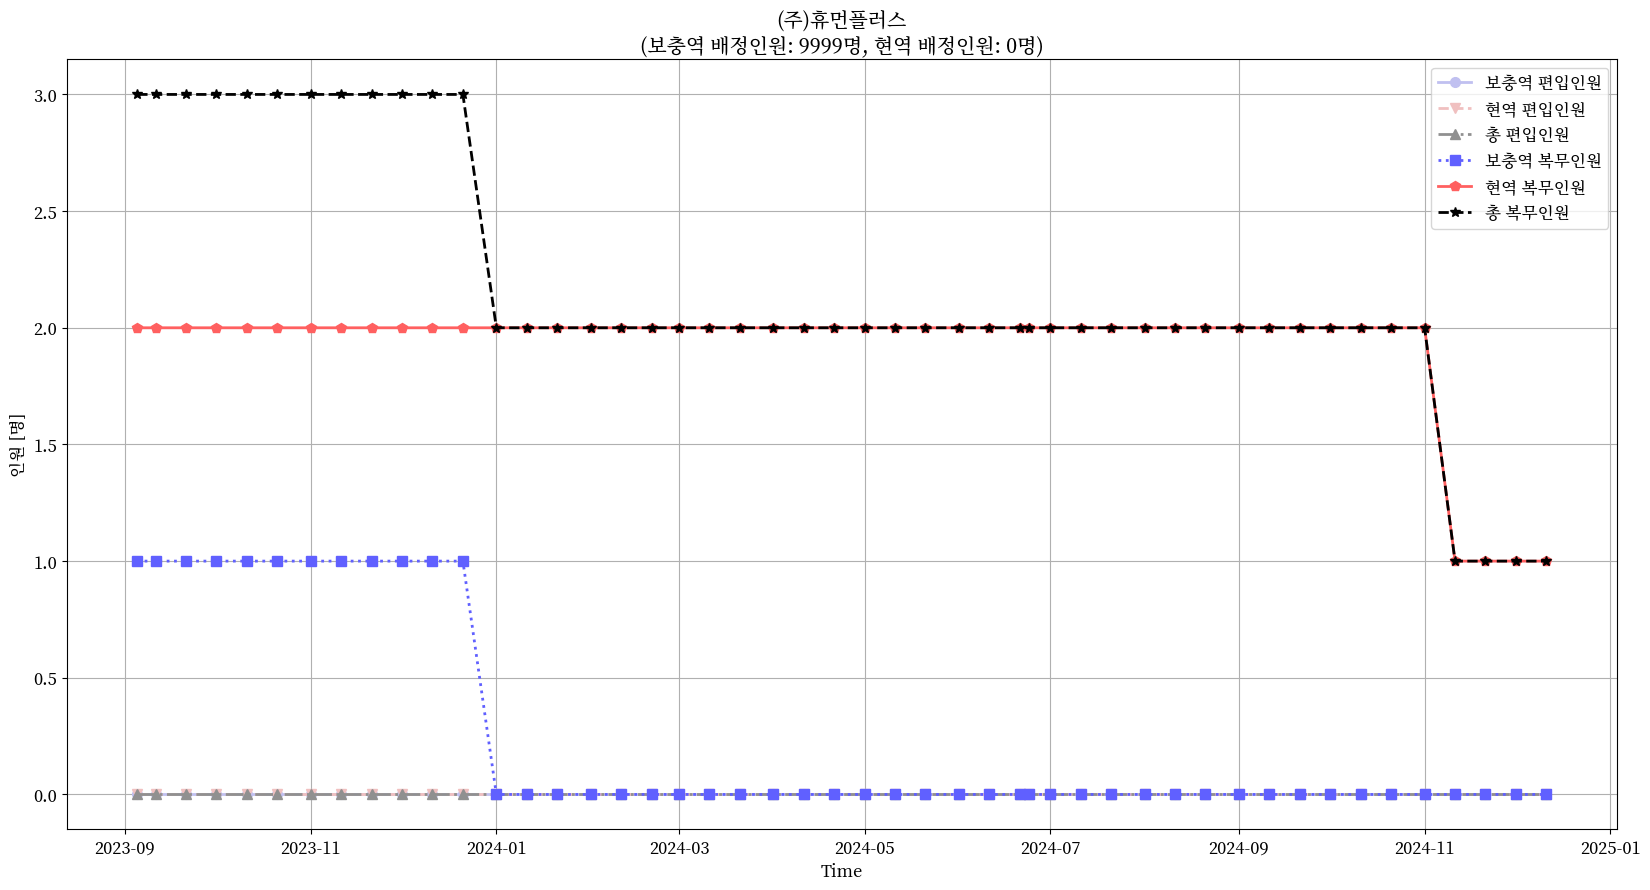 (주)휴먼플러스
(보충역 배정인원: 9999명, 현역 배정인원: 0명)
보충역 편입인원
현역 편입인원
총 편입인원
보충역 복무인원
현역 복무인원
총 복무인원
인원 [명]
3.0
2.5
2.0
1.5
1.0
0.5
0.0
2023-09 2023-11 2024-01 2024-03 2024-05 2024-07 2024-09 2024-11 2025-01
Time